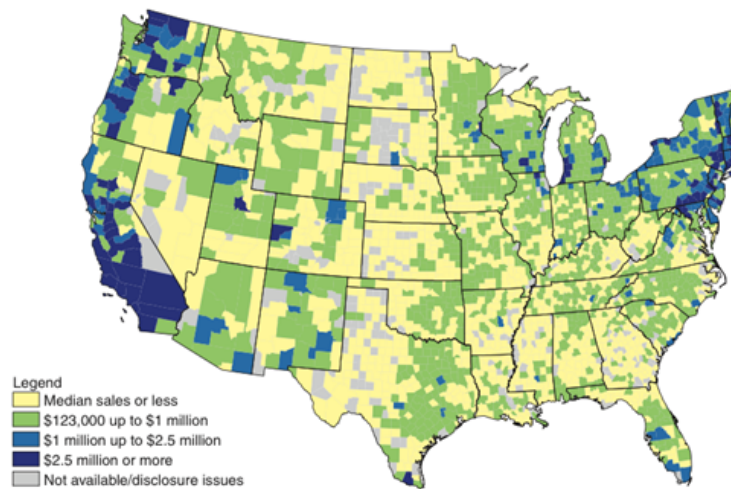 Legend
Median sales or less
$123,000 up to $1 million
$1 million up to $2.5 million
$2.5 million or more
Not available/disclosure issues